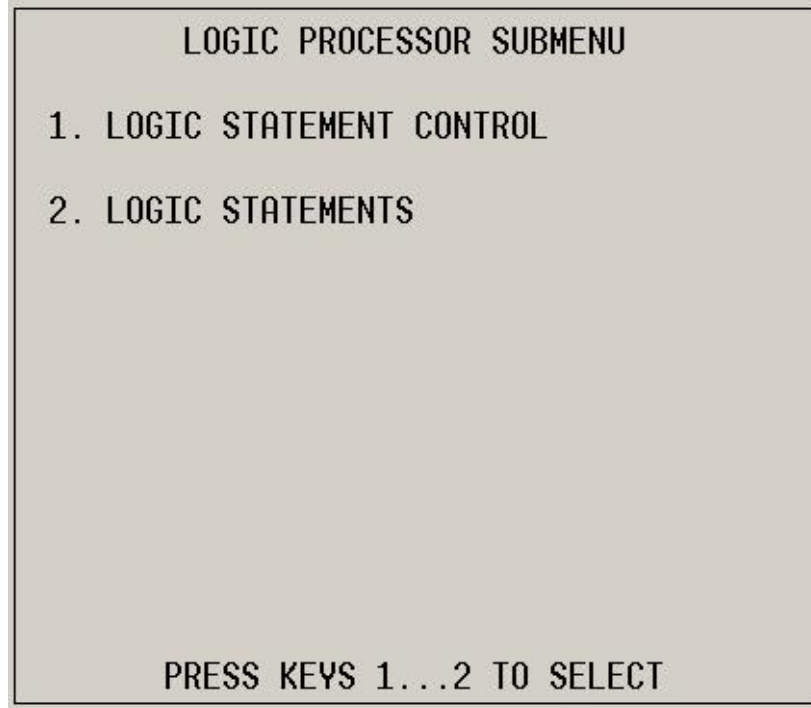 LOGIC PROCESSOR SUBMENU
1. LOGIC STATEMENT CONTROL
2. LOGIC STATEMENTS
PRESS KEYS 1...2 TO SELECT